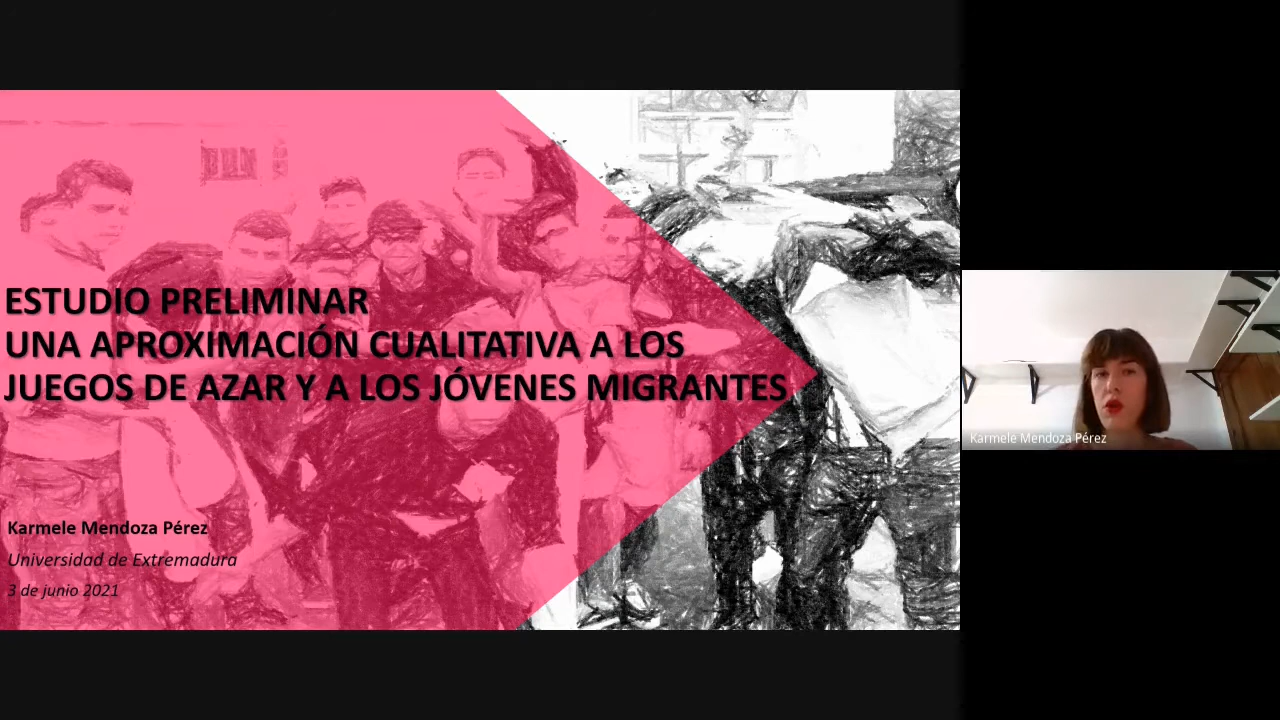 ESTUDIO PRELIMINAR
UNA APROXIMACIÓN CUALITATIVA A LOS
JUEGOS DE AZAR Y A LOS JÓVENES MIGRANTES
Karmele Mendoza Pérez
Universidad de Extremadura
3 de junio 2021
Karmele Mendoza Pérez